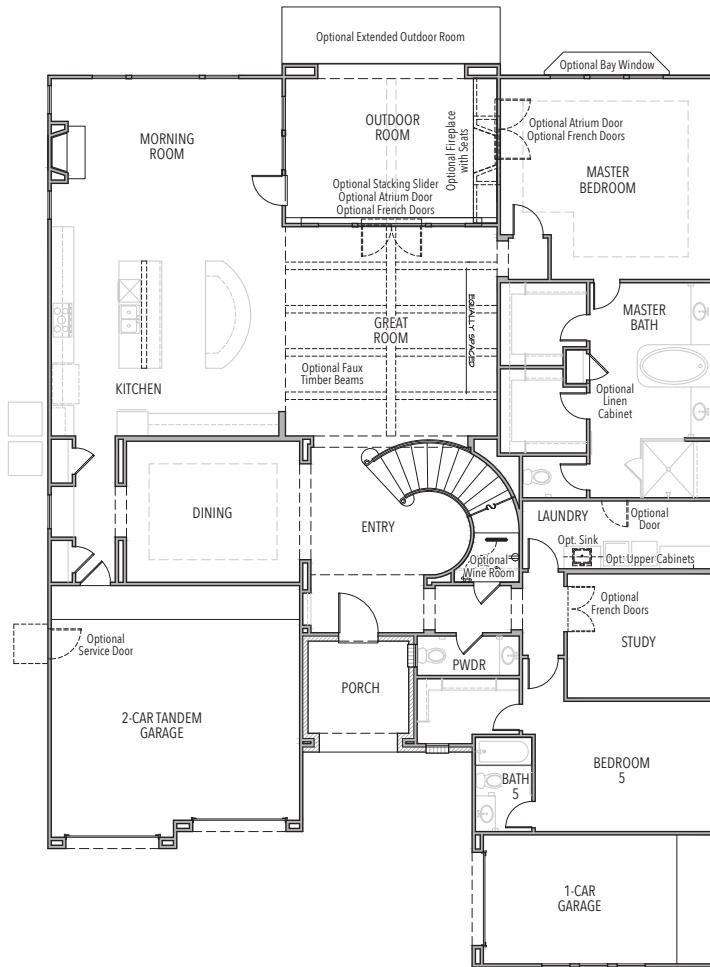 Optional Extended Outdoor Room
Optional Bay Window
MORNING
ROOM
OUTDOOR
ROOM
Optional Fireplace
with Seats
Optional Atrium Door
Optional French Doors
MASTER
BEDROOM
Optional Stacking Slider
Optional Atrium Door
Optional French Doors
EQUALLY SPACED
GREAT
ROOM
MASTER
BATH
Optional Faux
Timber Beams
KITCHEN
Optional
Linen
Cabinet
DINING
ENTRY
LAUNDRY
Optional
Door
Opt. Sink
Opt. Upper Cabinets
Optional
Wine Room
Optional
French Doors
Optional
Service Door
STUDY
PWDR
PORCH
2-CAR TANDEM
GARAGE
BEDROOM
5
BATH
5
1-CAR
GARAGE